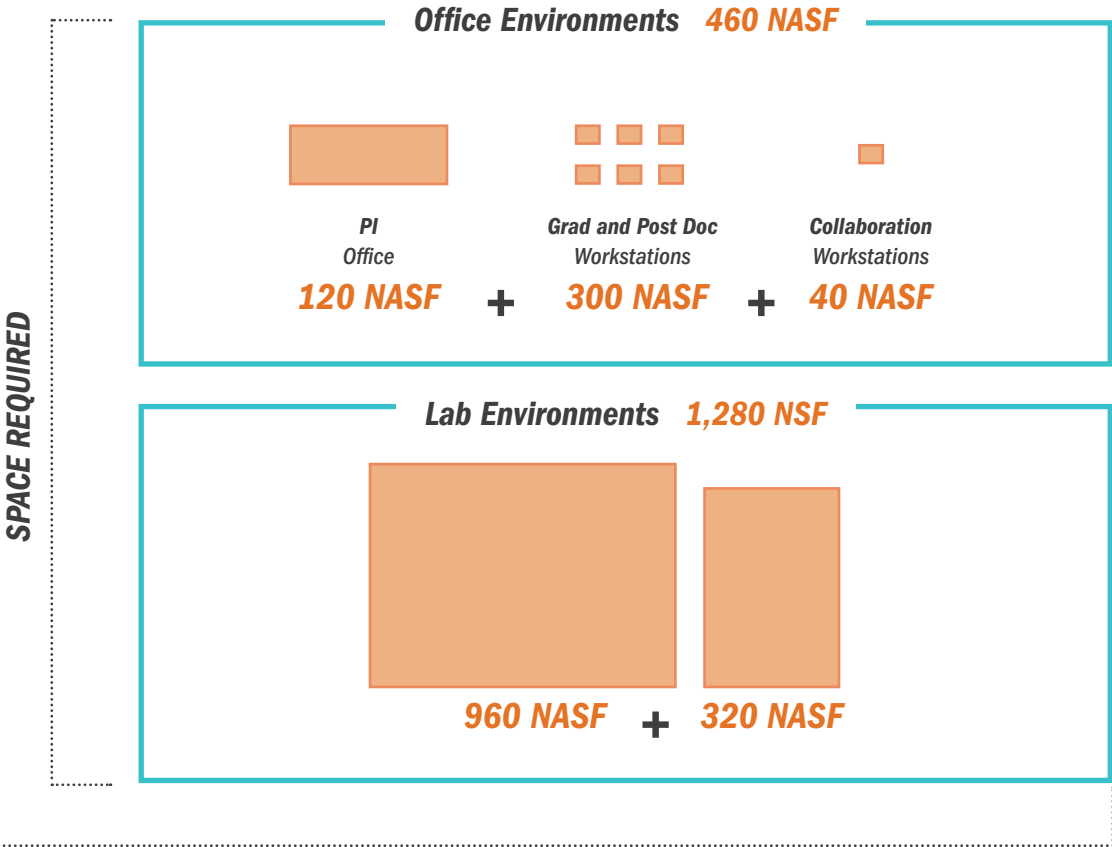 Office Environments 460 NASF
PI
Office
120 NASF
+
Grad and Post Doc
Workstations
300 NASF
+
Collaboration
Workstations
40 NASF
SPACE REQUIRED
Lab Environments 1,280 NSF
960 NASF + 320 NASF